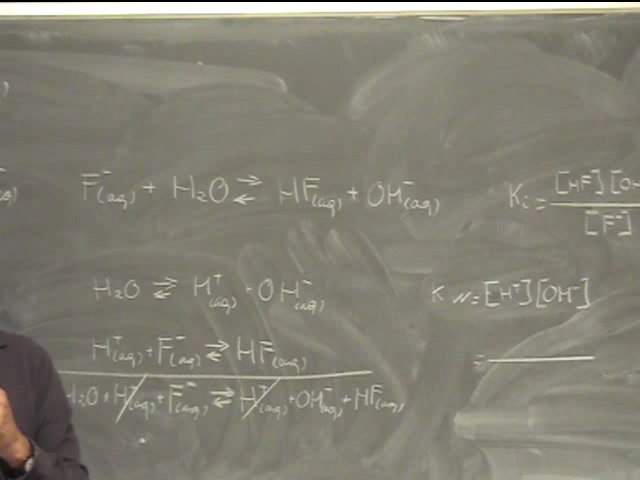 F⁻(aq) + H₂O ⇌ HF(aq) + OH⁻(aq)
Kᵢ = [HF][OH
[F⁻]
H₂O ⇌ H⁺(aq) + OH⁻(aq)
K w = [H⁺][OH⁻]
H⁺(aq) + F⁻(aq) ⇌ HF(aq)
=
H₂O + H⁺(aq) + F⁻(aq) ⇌ H⁺(aq) + OH⁻(aq) + HF(aq)